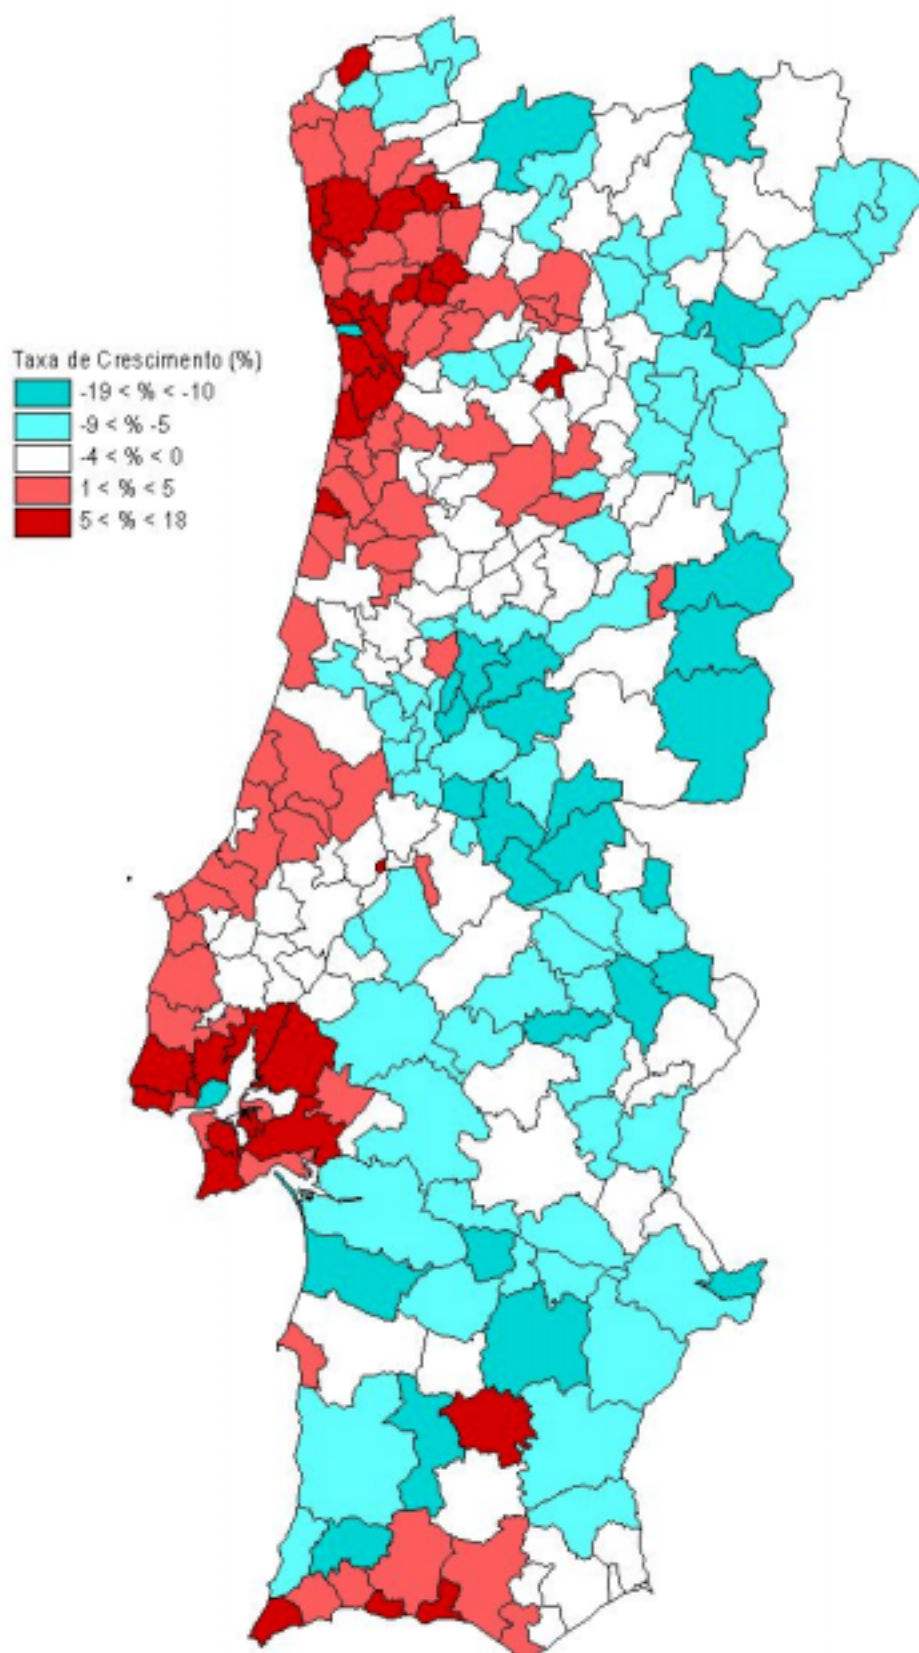 Taxa de Crescimento (%)
-19 < % < -10
-9 < % -5
-4 < % < 0
1 < % < 5
5 < % < 18